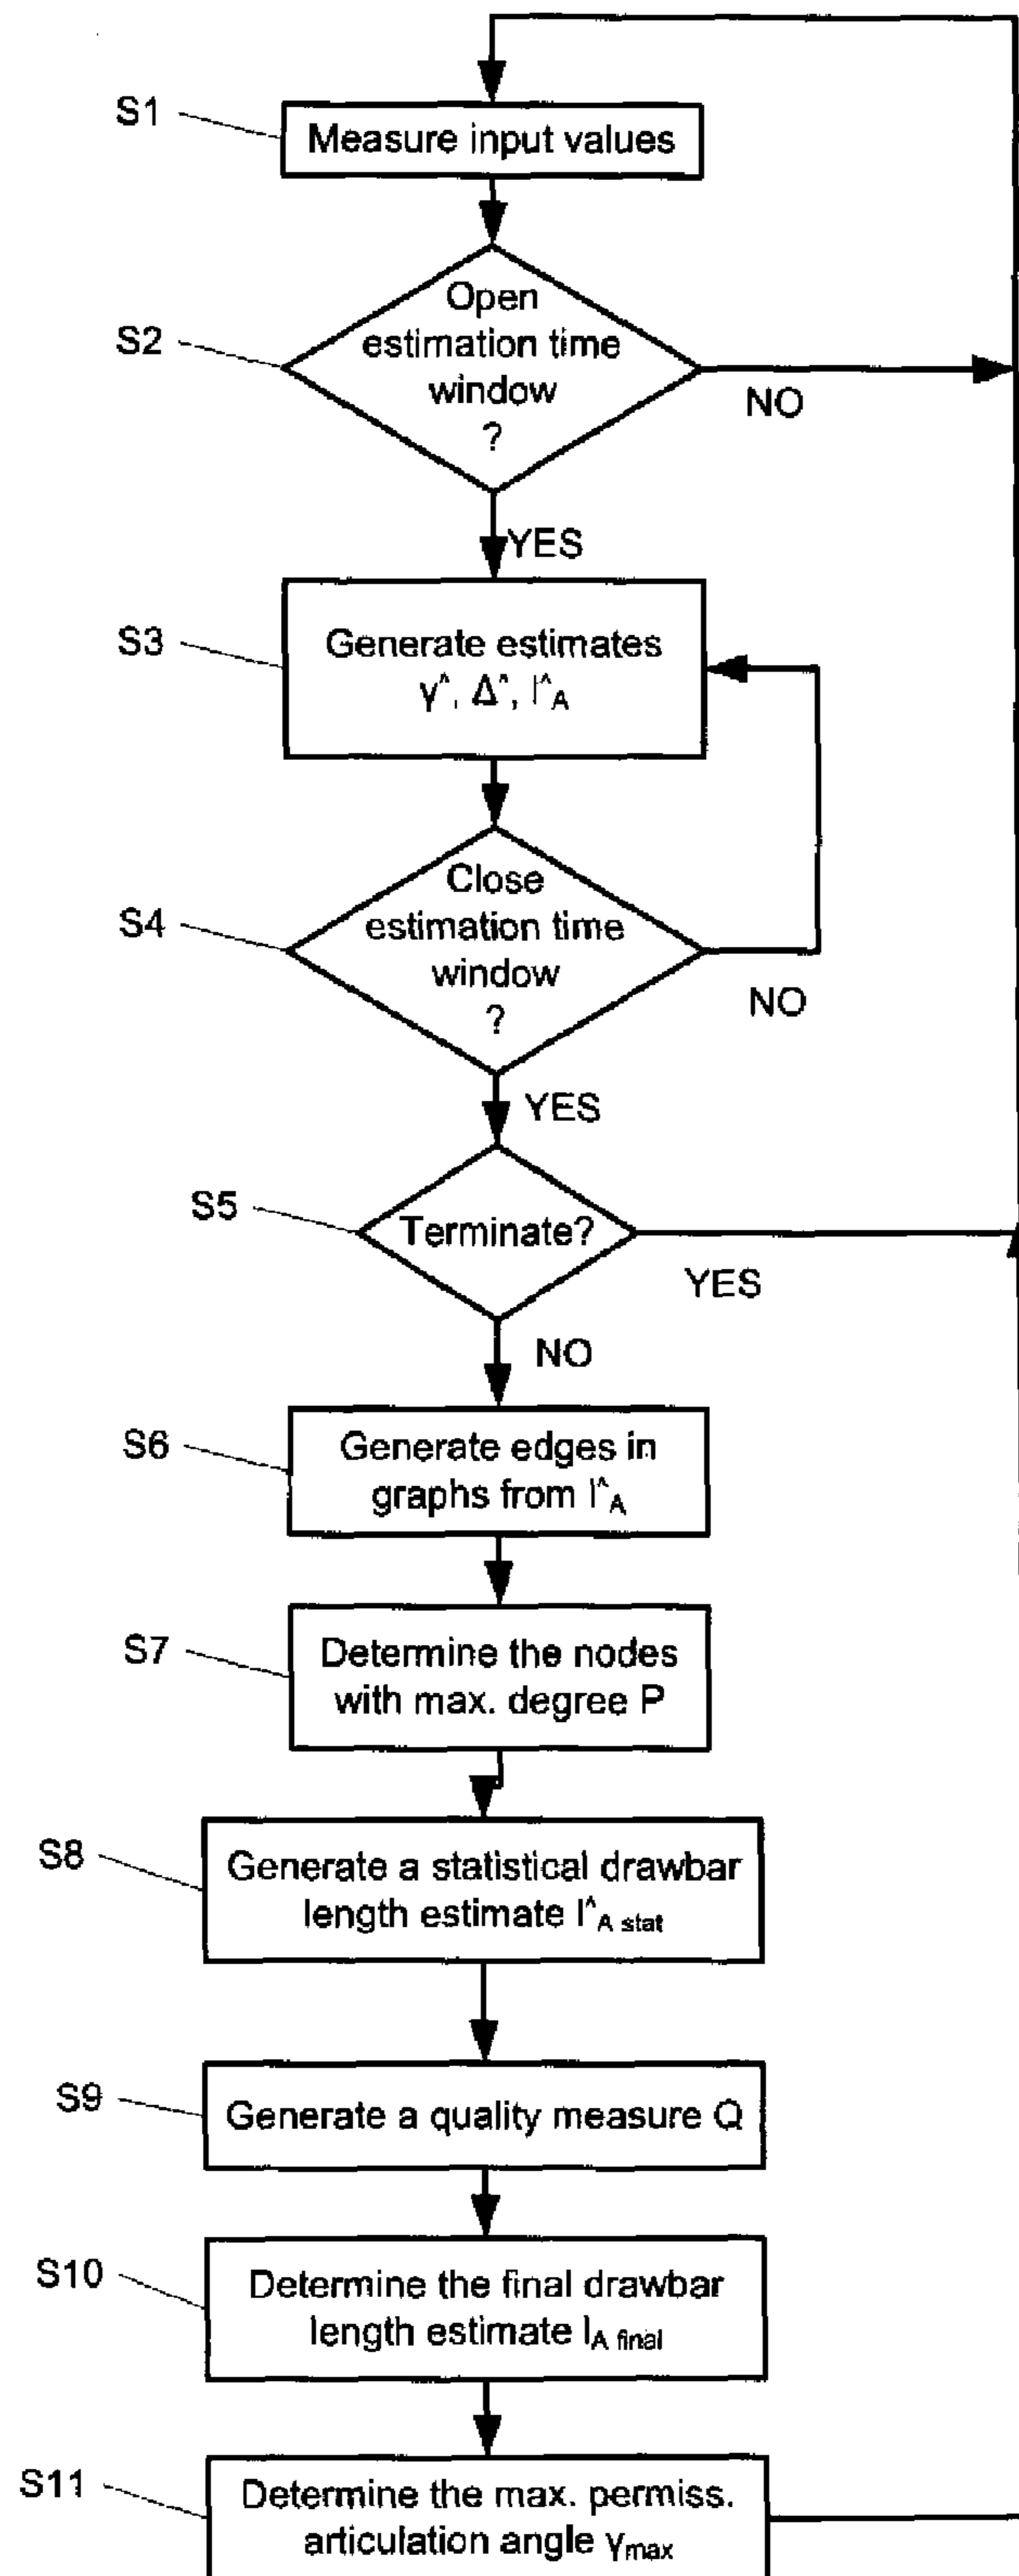 S1
Measure input values
S2
Open
estimation time
window
?
NO
YES
S3
Generate estimates
γ^, Δ^, l^A
S4
Close
estimation time
window
?
NO
YES
S5
Terminate?
YES
NO
S6
Generate edges in
graphs from l^A
S7
Determine the nodes
with max. degree P
S8
Generate a statistical drawbar
length estimate l^A stat
S9
Generate a quality measure Q
S10
Determine the final drawbar
length estimate lA final
S11
Determine the max. permiss.
articulation angle γmax